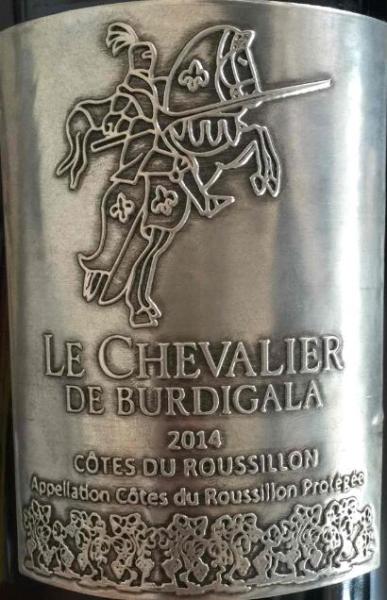 LE CHEVALIER
DE BURDIGALA
2014
CÔTES DU ROUSSILLON
Appellation Côtes du Roussillon Protégée